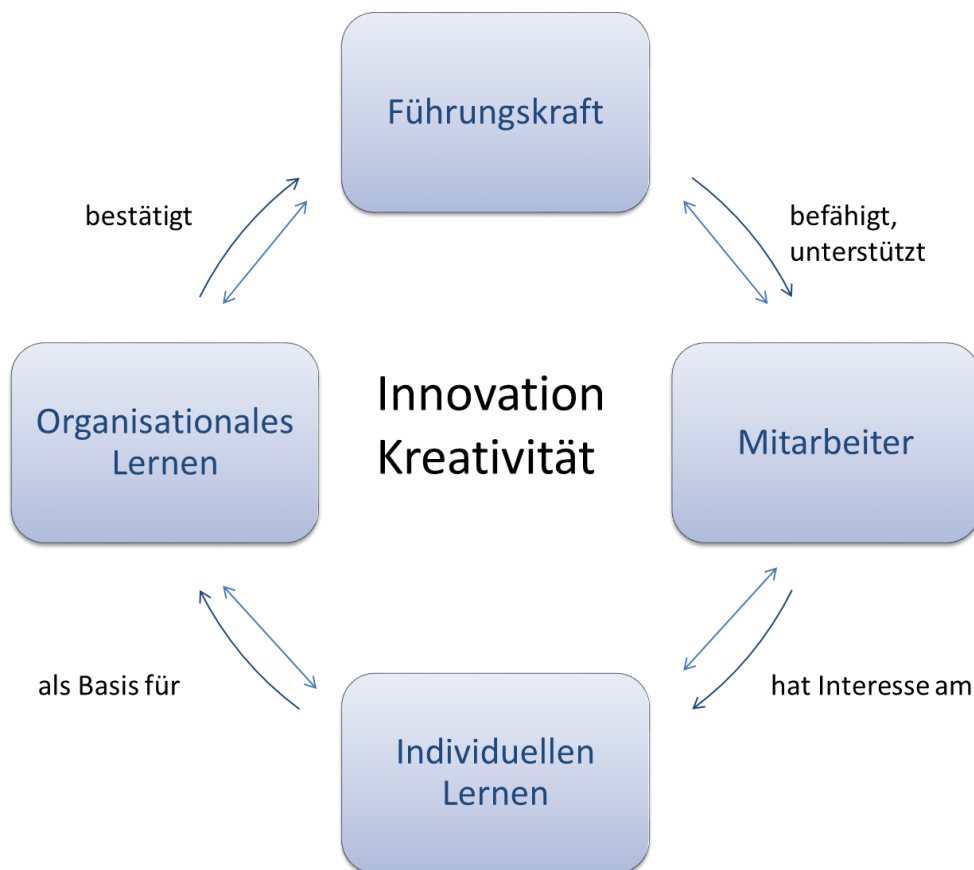 Führungskraft
bestätigt
befähigt,
unterstützt
Organisationales
Lernen
Innovation
Kreativität
Mitarbeiter
als Basis für
hat Interesse am
Individuellen
Lernen